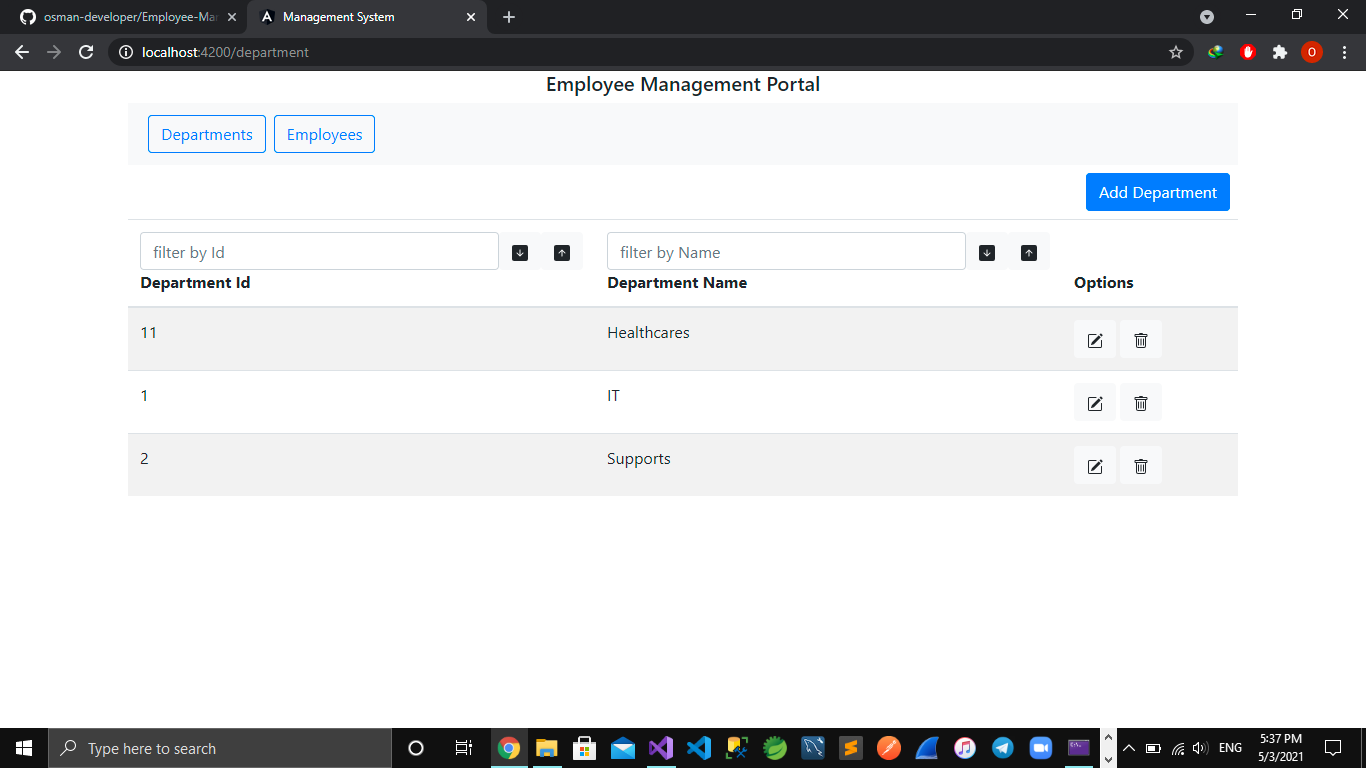 osman-developer/Employee-Mar
Management System
localhost:4200/department
O
Employee Management Portal
Departments
Employees
Add Department
filter by Id
filter by Name
Department Id
Department Name
Options
11
Healthcares
1
IT
2
Supports
Type here to search
ENG
5:37 PM
5/3/2021